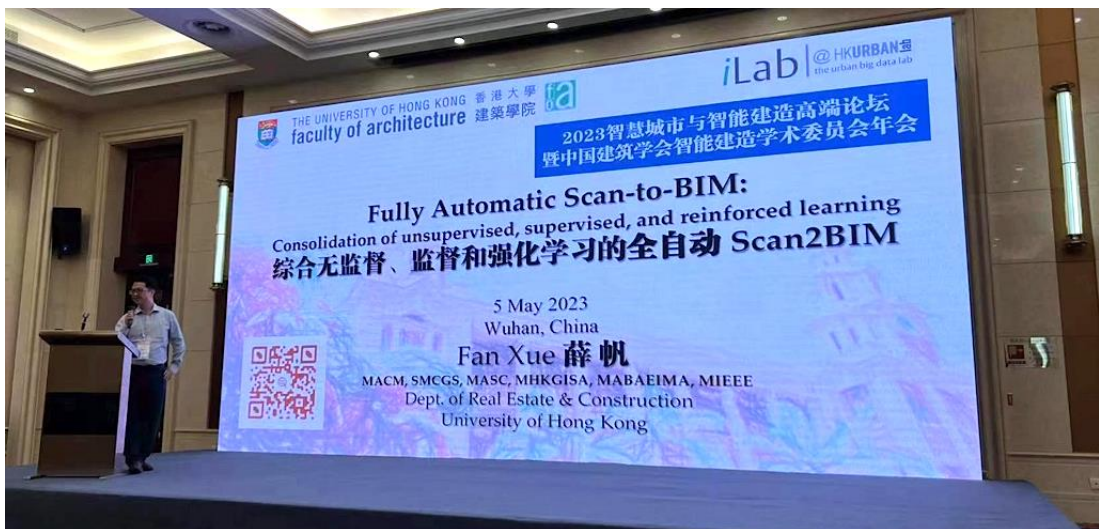 THE UNIVERSITY OF HONG KONG 香港大學
faculty of architecture 建築學院
fa
iLab @HKURBANlab
the urban big data lab
2023智慧城市与智能建造高端论坛
暨中国建筑学会智能建造学术委员会年会
Fully Automatic Scan-to-BIM:
Consolidation of unsupervised, supervised, and reinforced learning
综合无监督、监督和强化学习的全自动 Scan2BIM
5 May 2023
Wuhan, China
Fan Xue 薛 帆
MACM, SMCGS, MASC, MHKGISA, MABAEIMA, MIEEE
Dept. of Real Estate & Construction
University of Hong Kong